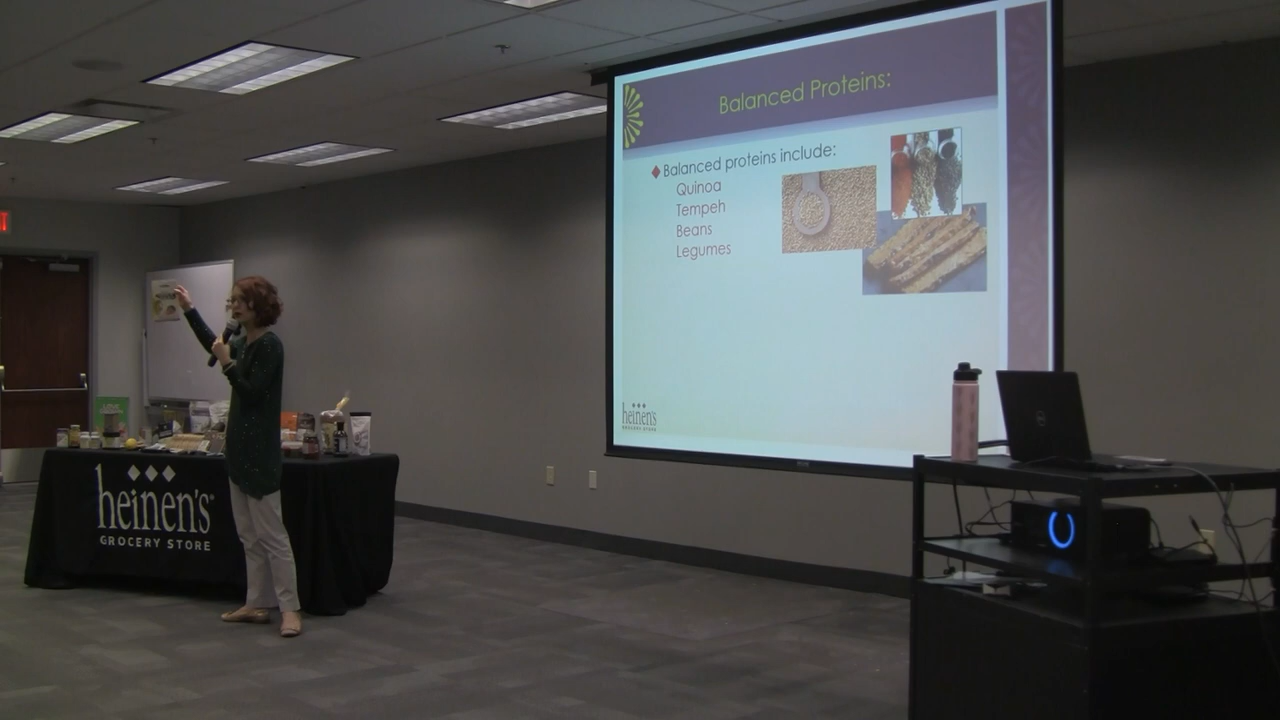 Balanced Proteins:
Balanced proteins include:
Quinoa
Tempeh
Beans
Legumes
heinen's
GROCERY STORE
heinen's®
GROCERY STORE